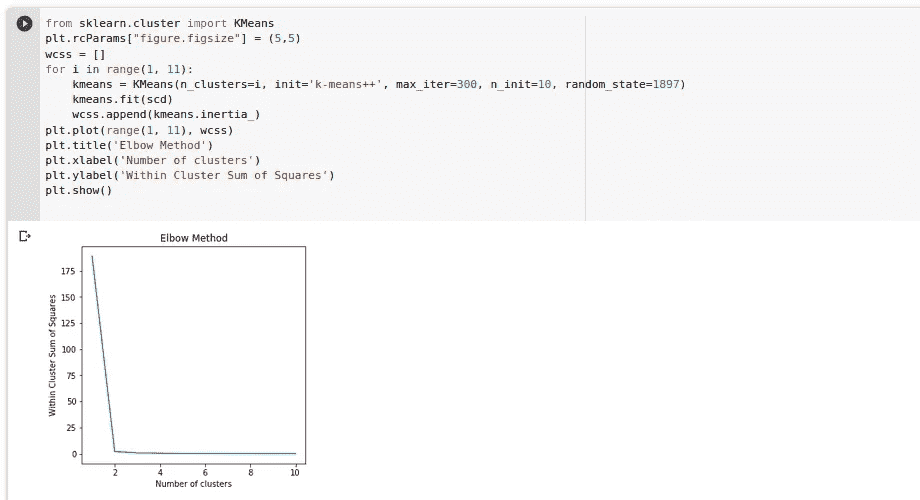 from sklearn.cluster import KMeans
plt.rcParams["figure.figsize"] = (5,5)
wcss = []
for i in range(1, 11):
    kmeans = KMeans(n_clusters=i, init='k-means++', max_iter=300, n_init=10, random_state=1897)
    kmeans.fit(scd)
    wcss.append(kmeans.inertia_)
plt.plot(range(1, 11), wcss)
plt.title('Elbow Method')
plt.xlabel('Number of clusters')
plt.ylabel('Within Cluster Sum of Squares')
plt.show()
Elbow Method
Within Cluster Sum of Squares
175
150
125
100
75
50
25
0
2 4 6 8 10
Number of clusters